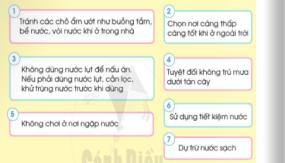 1
Tránh các chỗ ẩm ướt như buồng tắm,
bể nước, vòi nước khi ở trong nhà
2
Chọn nơi càng thấp
càng tốt khi ở ngoài trời
3
Không dùng nước lụt để nấu ăn.
Nếu phải dùng nước lụt, cần lọc,
khử trùng nước trước khi dùng
4
Tuyệt đối không trú mưa
dưới tán cây
5
Không chơi ở nơi ngập nước
6
Sử dụng tiết kiệm nước
7
Dự trữ nước sạch
Cánh Diều